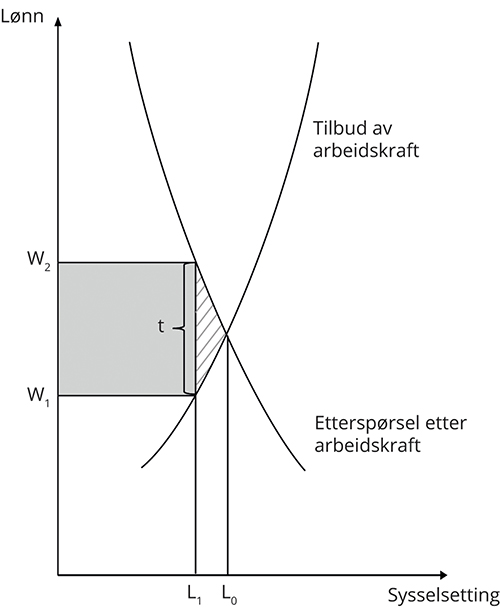 Lønn
Tilbud av
arbeidskraft
W₂
t
W₁
Etterspørsel etter
arbeidskraft
L₁ L₀
Sysselsetting